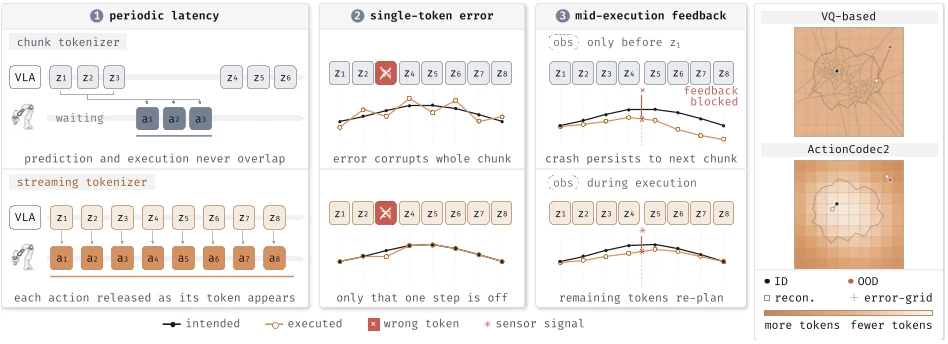 1 periodic latency
chunk tokenizer
VLA
z1 z2 z3 z4 z5 z6
waiting
a1 a2 a3
prediction and execution never overlap
streaming tokenizer
VLA
z1 z2 z3 z4 z5 z6 z7 z8
a1 a2 a3 a4 a5 a6 a7 a8
each action released as its token appears
2 single-token error
z1 z2 z4 z5 z6 z7 z8
error corrupts whole chunk
z1 z2 z4 z5 z6 z7 z8
only that one step is off
3 mid-execution feedback
obs only before z1
z1 z2 z3 z4 z5 z6 z7 z8
feedback
blocked
crash persists to next chunk
obs during execution
z1 z2 z3 z4 z5 z6 z7 z8
remaining tokens re-plan
intended executed wrong token sensor signal
VQ-based
ActionCodec2
ID OOD
recon. error-grid
more tokens fewer tokens